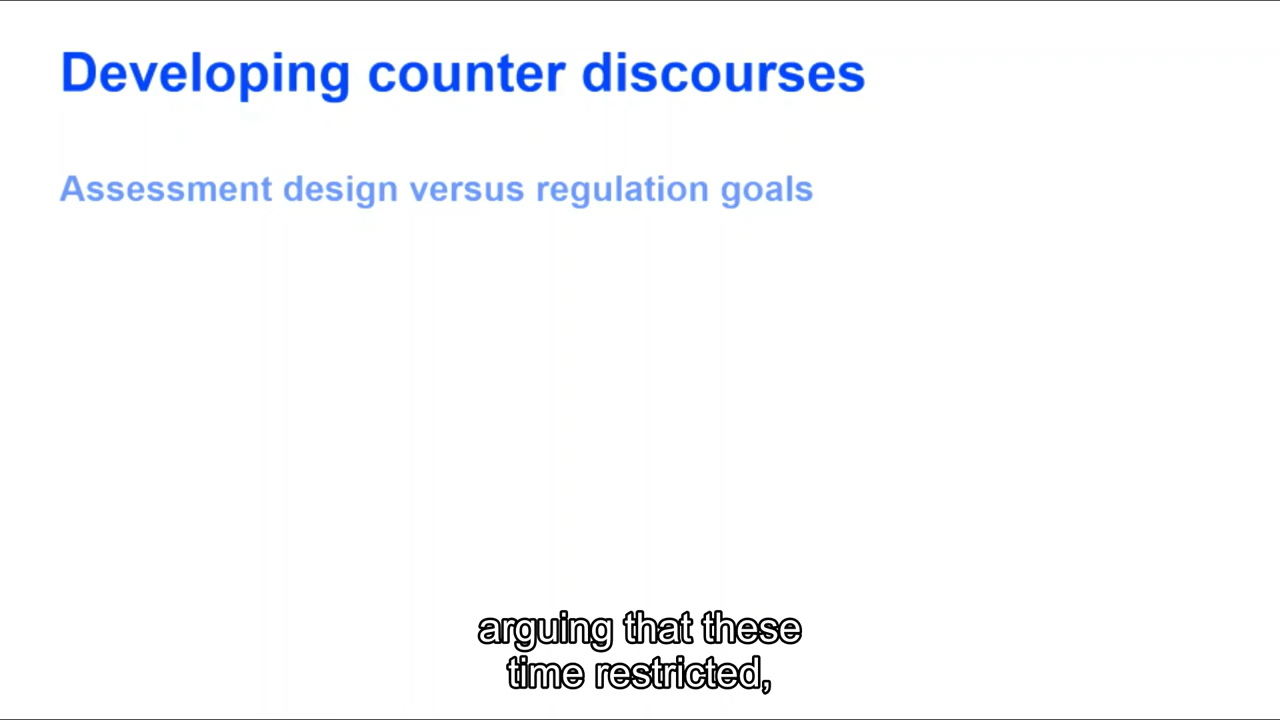 Developing counter discourses
Assessment design versus regulation goals
arguing that these
time restricted,